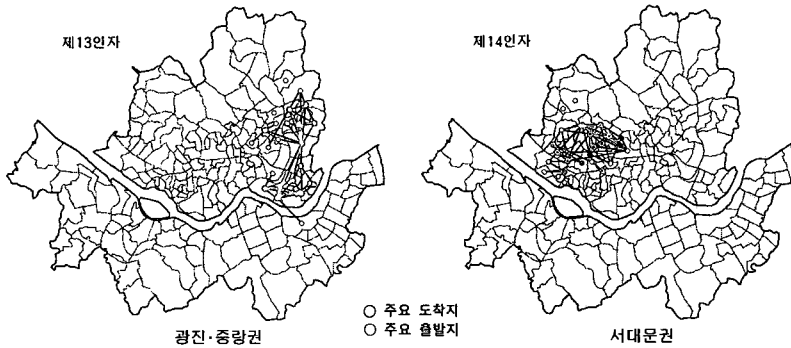 제13인자
제14인자
○ 주요 도착지
○ 주요 출발지
광진·중랑권
서대문권